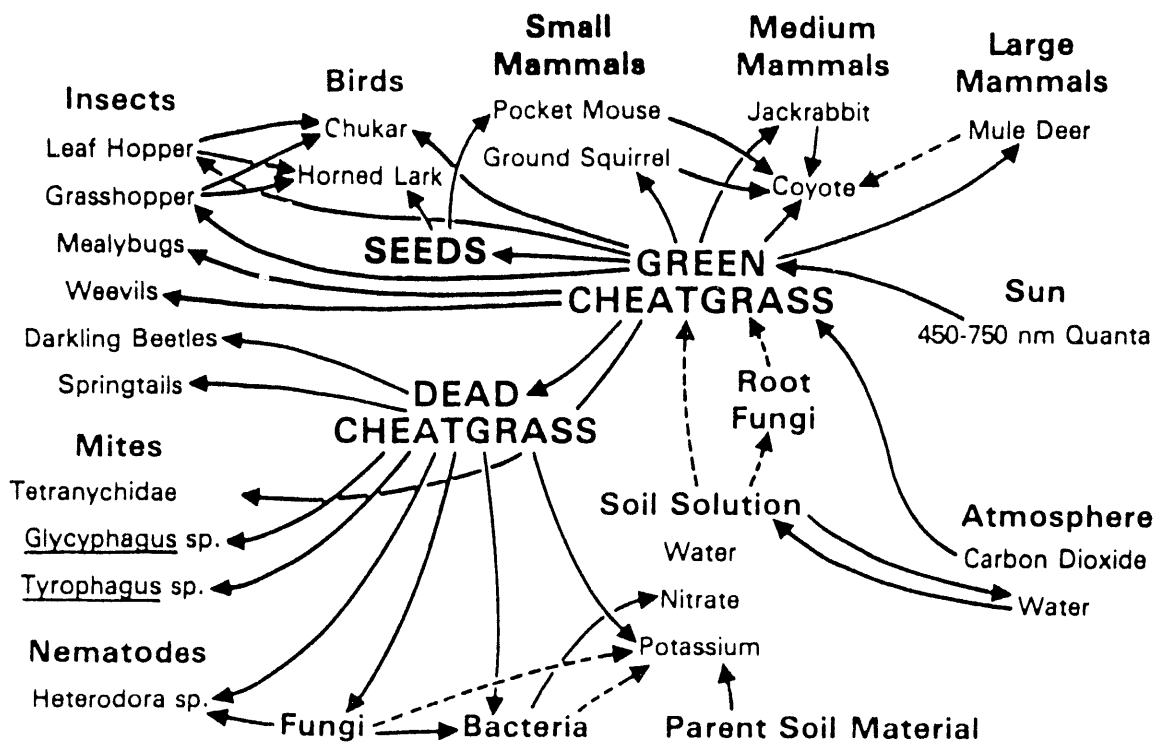 Small
Mammals
Medium
Mammals
Large
Mammals
Insects
Birds
Pocket Mouse
Jackrabbit
Leaf Hopper
Chukar
Mule Deer
Ground Squirrel
Grasshopper
Horned Lark
Coyote
Mealybugs
SEEDS
GREEN
CHEATGRASS
Weevils
Sun
450-750 nm Quanta
Darkling Beetles
Springtails
DEAD
CHEATGRASS
Root
Fungi
Mites
Tetranychidae
Soil Solution
Atmosphere
Glycyphagus sp.
Water
Carbon Dioxide
Tyrophagus sp.
Nitrate
Water
Nematodes
Potassium
Heterodora sp.
Fungi
Bacteria
Parent Soil Material